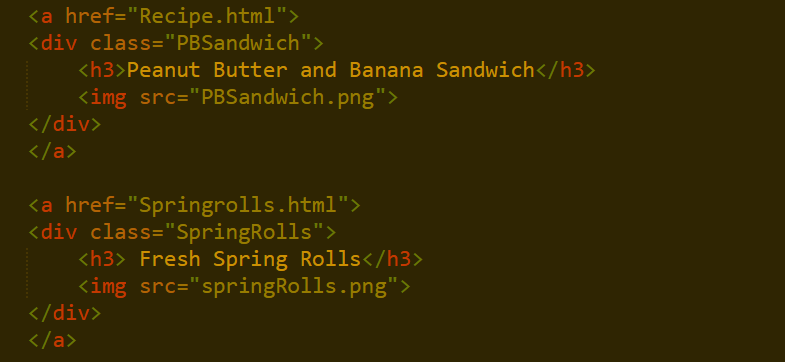 <a href="Recipe.html">
<div class="PBSandwich">
    <h3>Peanut Butter and Banana Sandwich</h3>
    <img src="PBSandwich.png">
</div>
</a>

<a href="Springrolls.html">
<div class="SpringRolls">
    <h3> Fresh Spring Rolls</h3>
    <img src="springRolls.png">
</div>
</a>